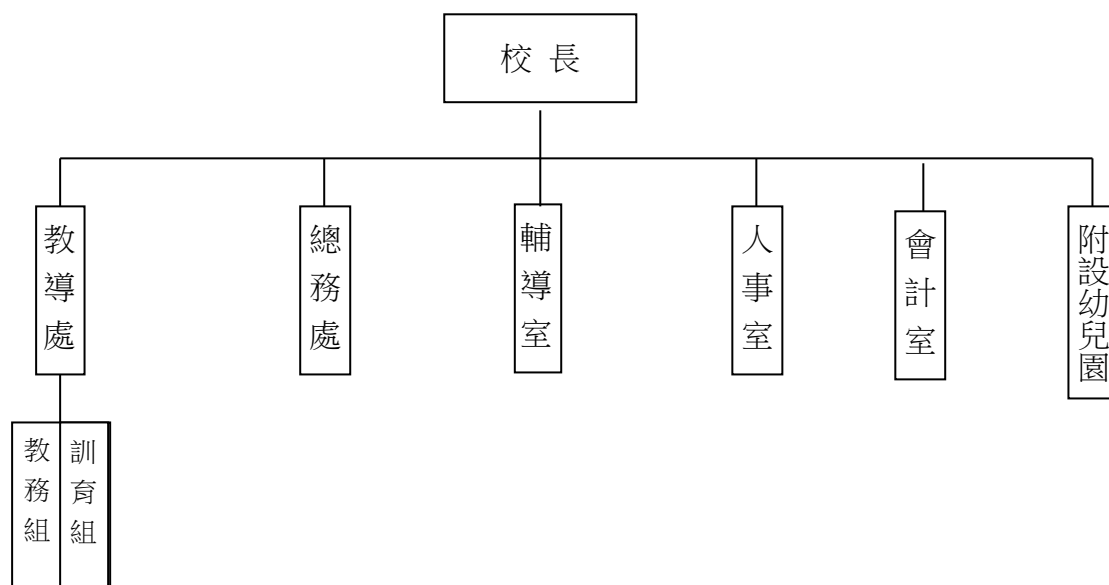 校長
教導處
總務處
輔導室
人事室
會計室
附設幼兒園
教務組
訓育組